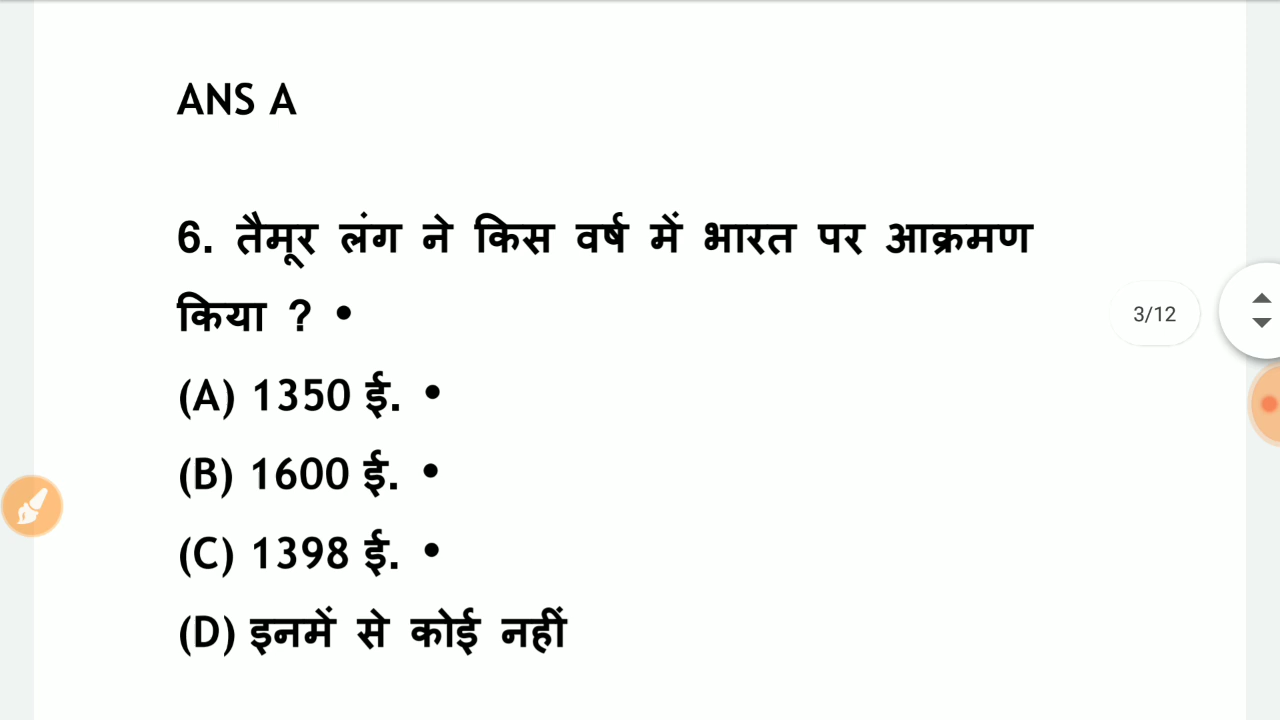 ANS A
6. तैमूर लंग ने किस वर्ष में भारत पर आक्रमण
किया ? •
3/12
(A) 1350 ई. •
(B) 1600 ई. •
(C) 1398 ई. •
(D) इनमें से कोई नहीं